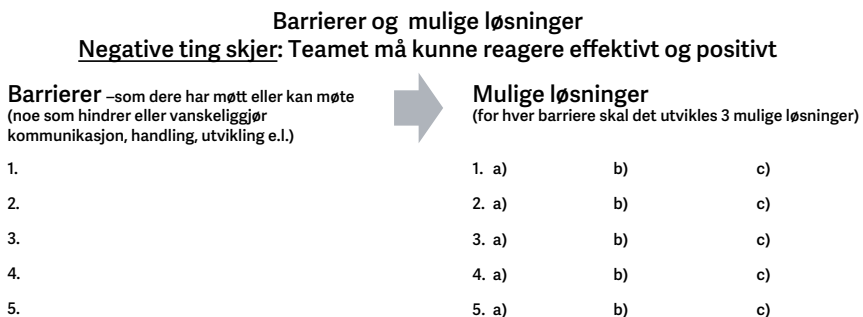 Barrierer og mulige løsninger
Negative ting skjer: Teamet må kunne reagere effektivt og positivt
Barrierer –som dere har møtt eller kan møte
(noe som hindrer eller vanskeliggjør
kommunikasjon, handling, utvikling e.l.)
1.
2.
3.
4.
5.
Mulige løsninger
(for hver barriere skal det utvikles 3 mulige løsninger)
1. a) b) c)
2. a) b) c)
3. a) b) c)
4. a) b) c)
5. a) b) c)